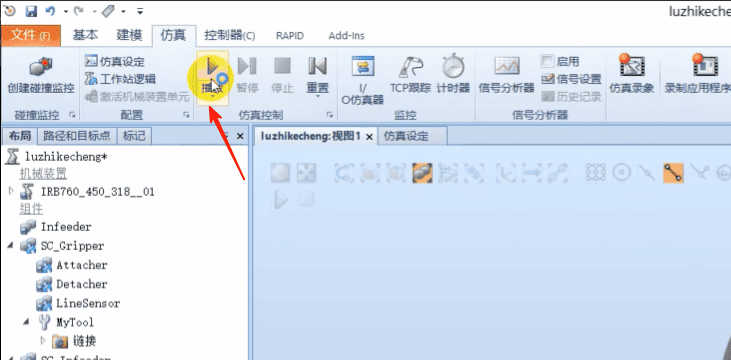 luzhikecheng
文件(F) 基本 建模 仿真 控制器(C) RAPID Add-Ins
创建碰撞监控
仿真设定
工作站逻辑
激活机械装置单元
暂停 停止 重置
I/O仿真器
TCP跟踪 计时器 信号分析器
启用
信号设置
历史记录
仿真录象 录制应用程序
碰撞监控 配置 仿真控制 监控 信号分析器
布局 路径和目标点 标记
luzhikecheng:视图1 仿真设定
luzhikecheng*
机械装置
IRB760_450_318__01
组件
Infeeder
SC_Gripper
Attacher
Detacher
LineSensor
MyTool
链接
SC_Infeeder